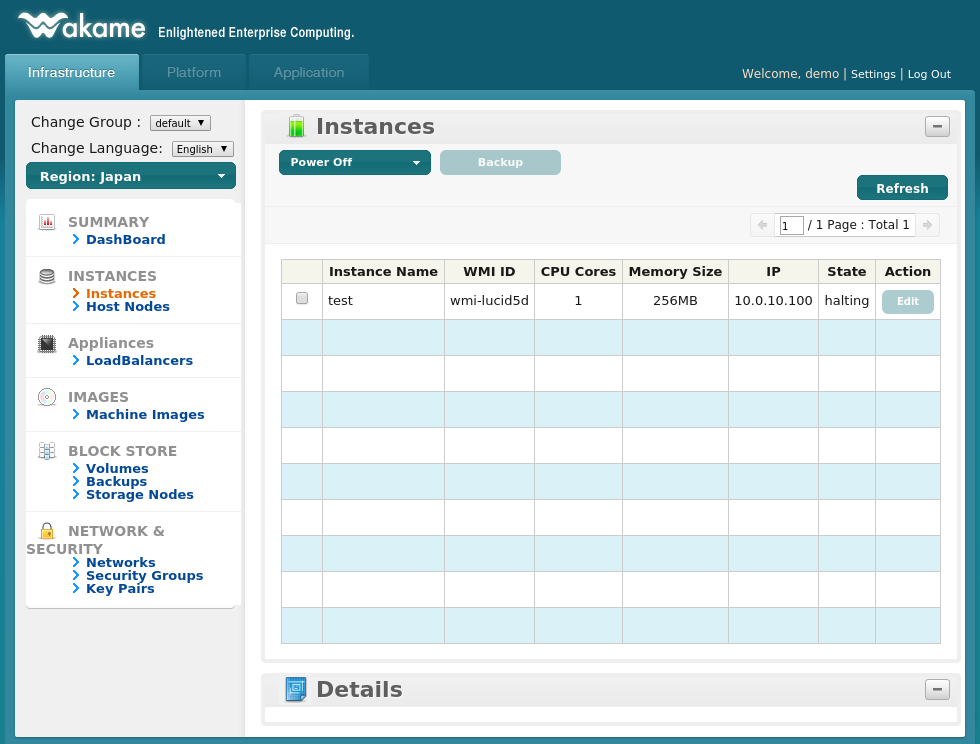 Wakame Enlightened Enterprise Computing.
Infrastructure Platform Application
Welcome, demo | Settings | Log Out
Change Group : default
Change Language: English
Region: Japan
SUMMARY
DashBoard
INSTANCES
Instances
Host Nodes
Appliances
LoadBalancers
IMAGES
Machine Images
BLOCK STORE
Volumes
Backups
Storage Nodes
NETWORK &
SECURITY
Networks
Security Groups
Key Pairs
Instances
Power Off Backup
Refresh
1 / 1 Page : Total 1
Instance Name WMI ID CPU Cores Memory Size IP State Action
test wmi-lucid5d 1 256MB 10.0.10.100 halting Edit
Details